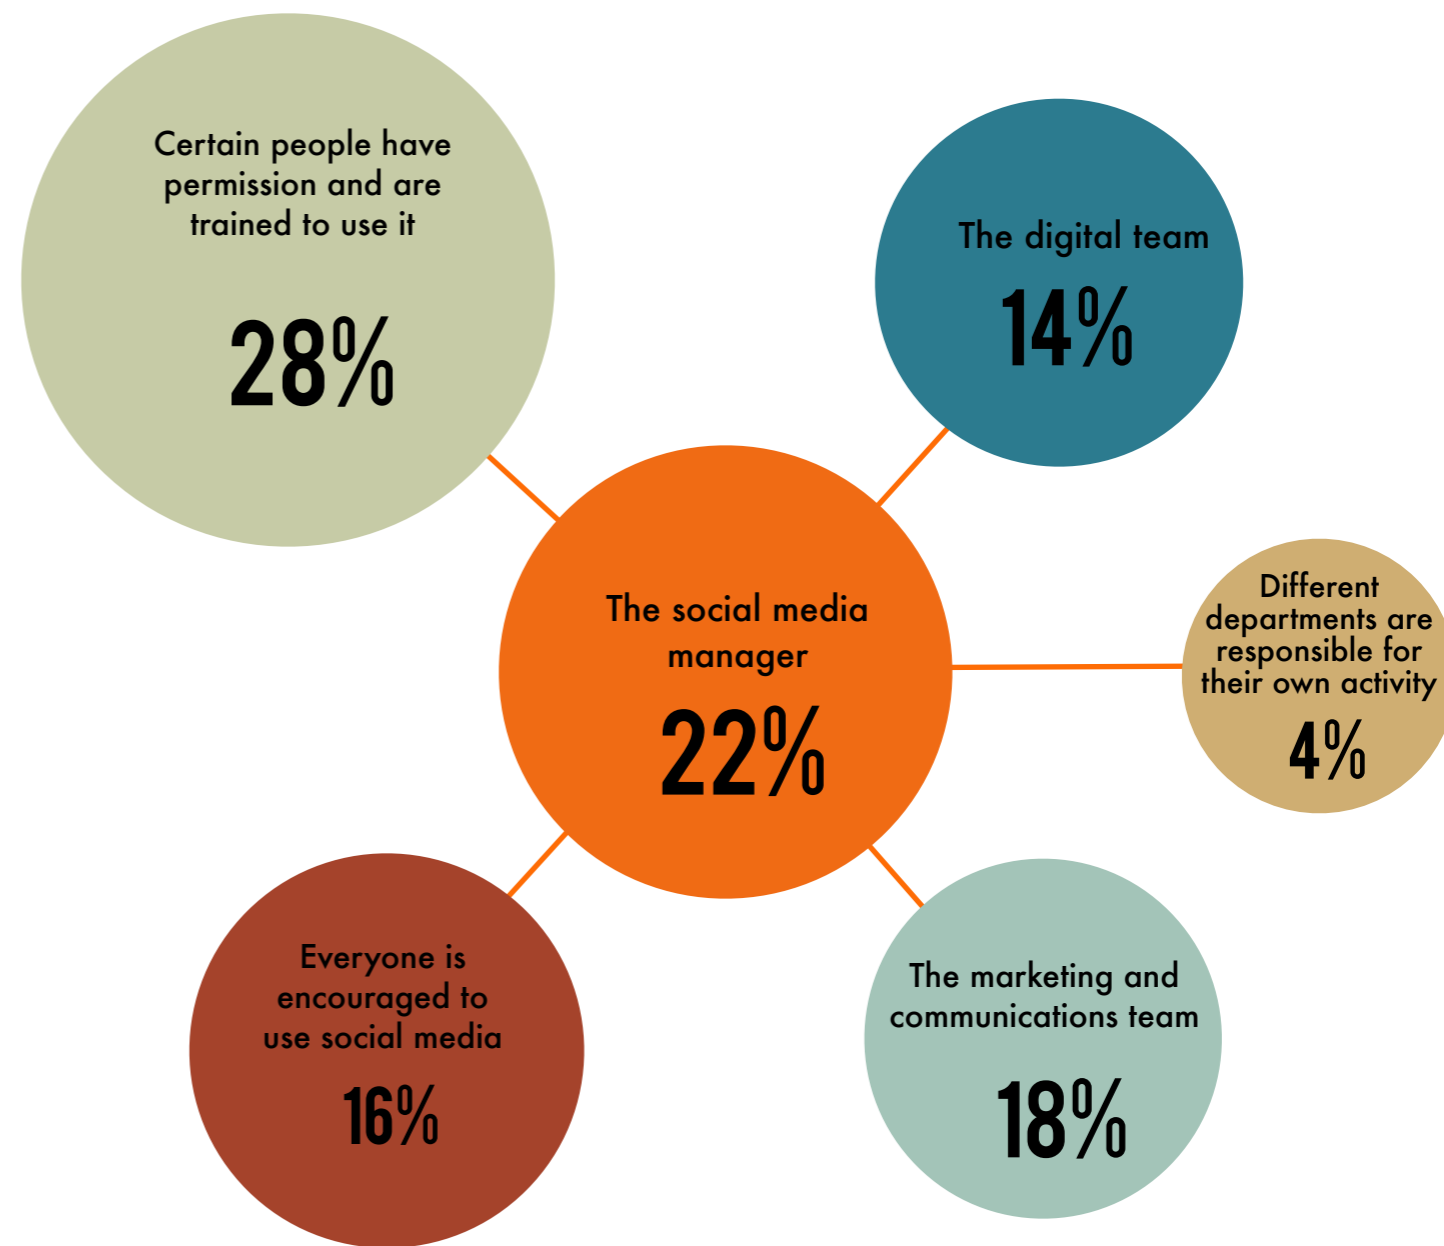 Certain people have
permission and are
trained to use it
28%
The digital team
14%
The social media
manager
22%
Different
departments are
responsible for
their own activity
4%
Everyone is
encouraged to
use social media
16%
The marketing and
communications team
18%